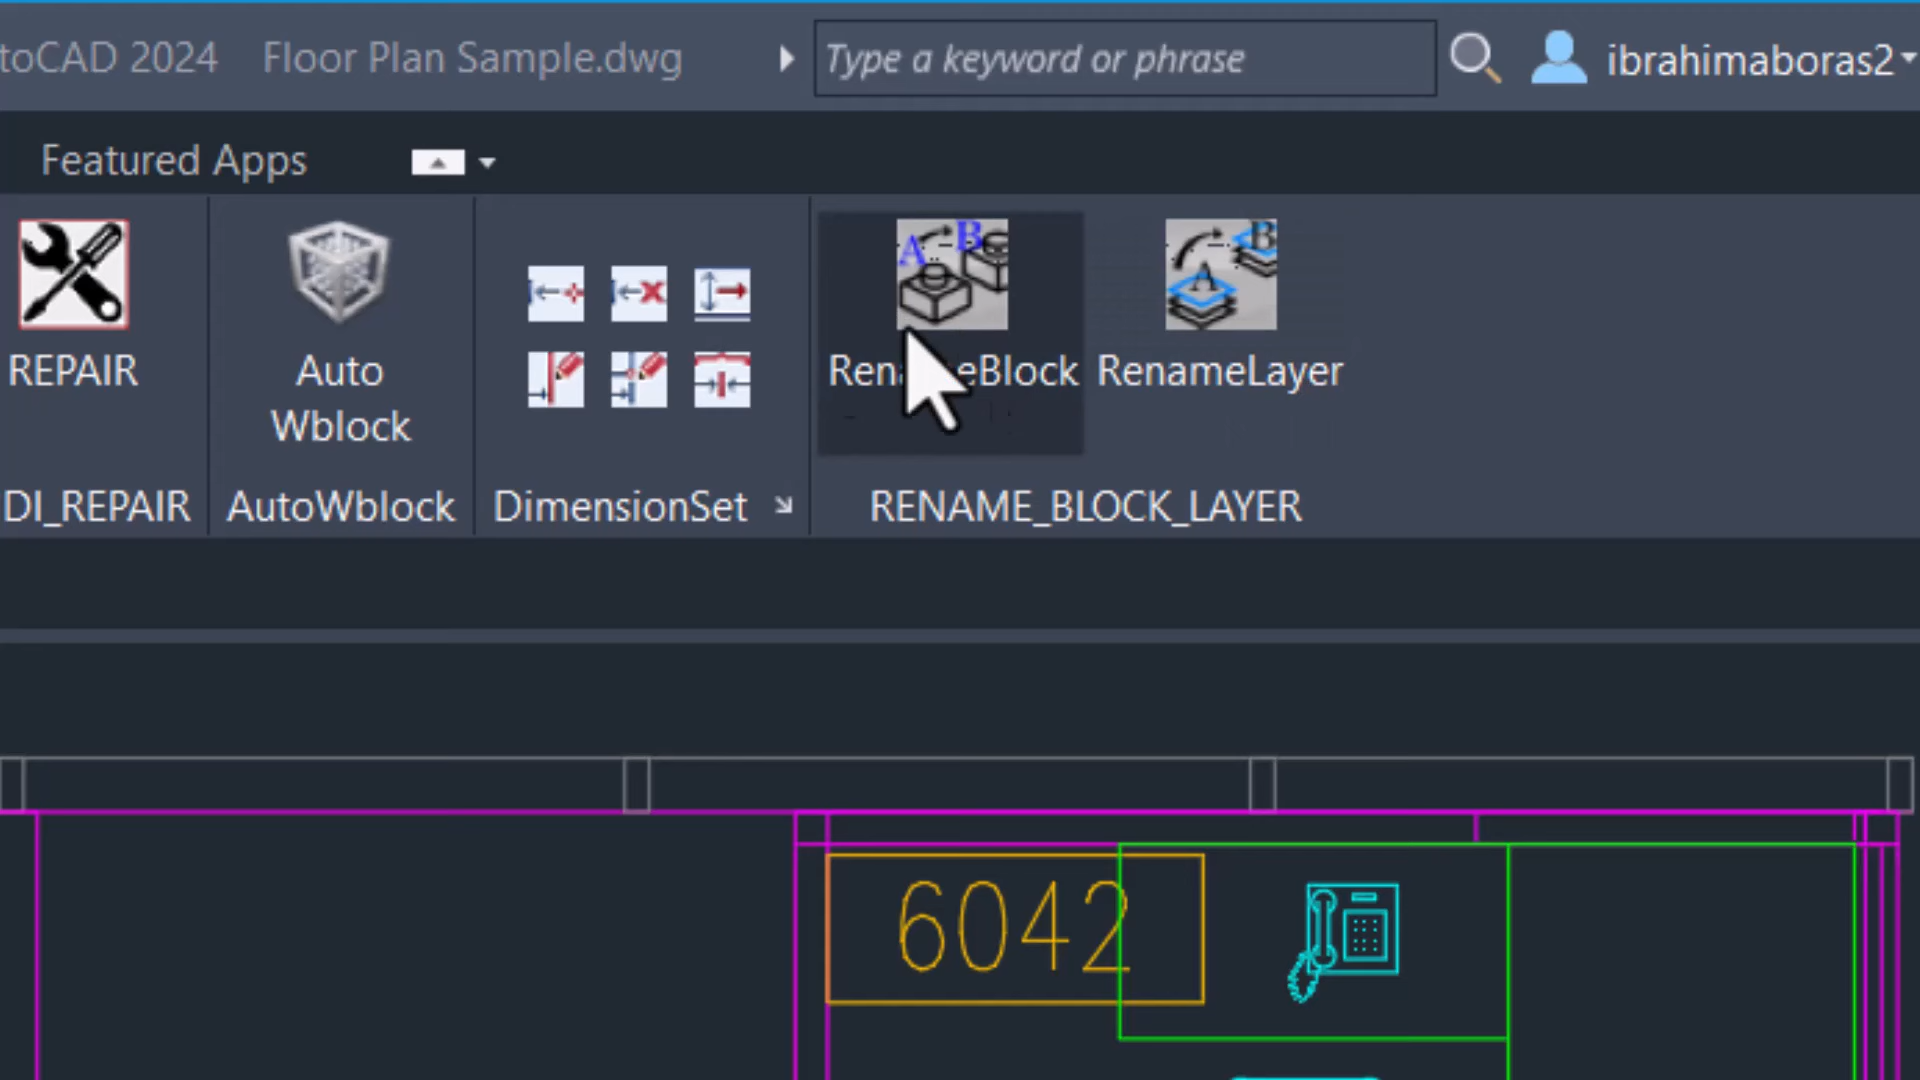 toCAD 2024 Floor Plan Sample.dwg Type a keyword or phrase ibrahimaboras2
Featured Apps
A B B A
REPAIR Auto Wblock RenameBlock RenameLayer
DI_REPAIR AutoWblock DimensionSet RENAME_BLOCK_LAYER
6042